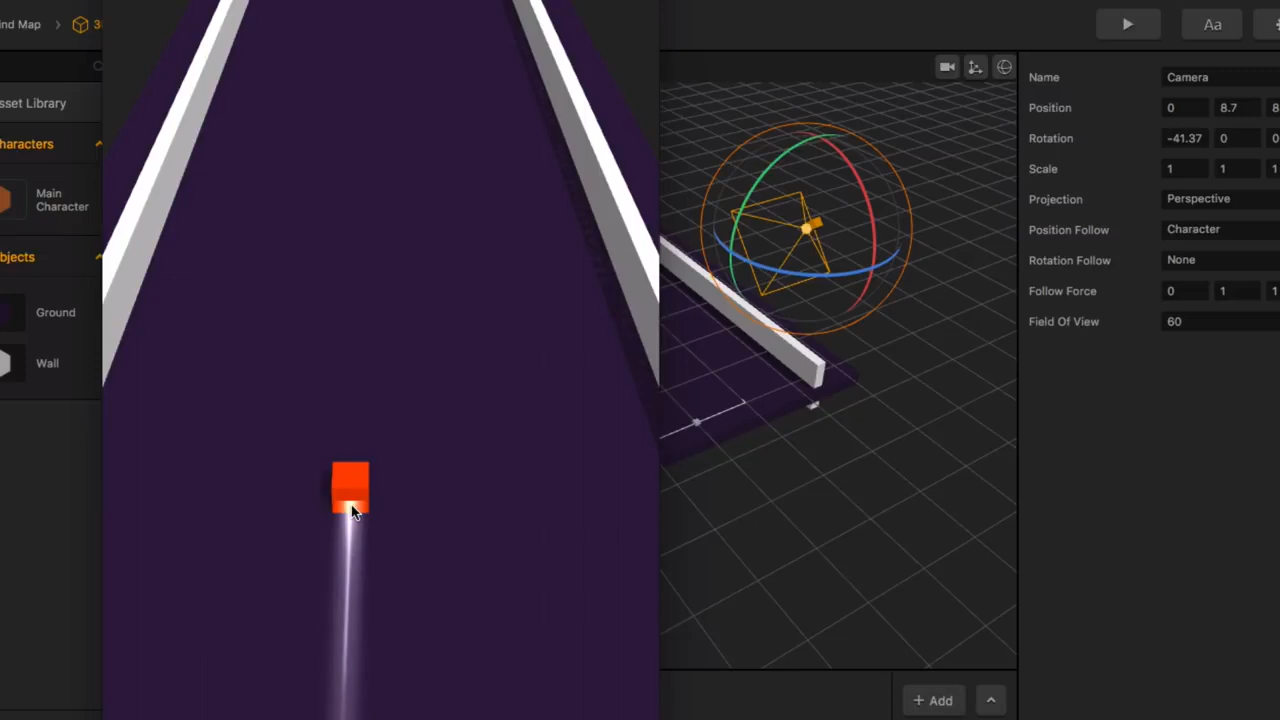 ind Map
3
Aa
sset Library
haracters
Main
Character
bjects
Ground
Wall
Name Camera
Position 0 8.7 8
Rotation -41.37 0 0
Scale 1 1 1
Projection Perspective
Position Follow Character
Rotation Follow None
Follow Force 0 1 1
Field Of View 60
+ Add